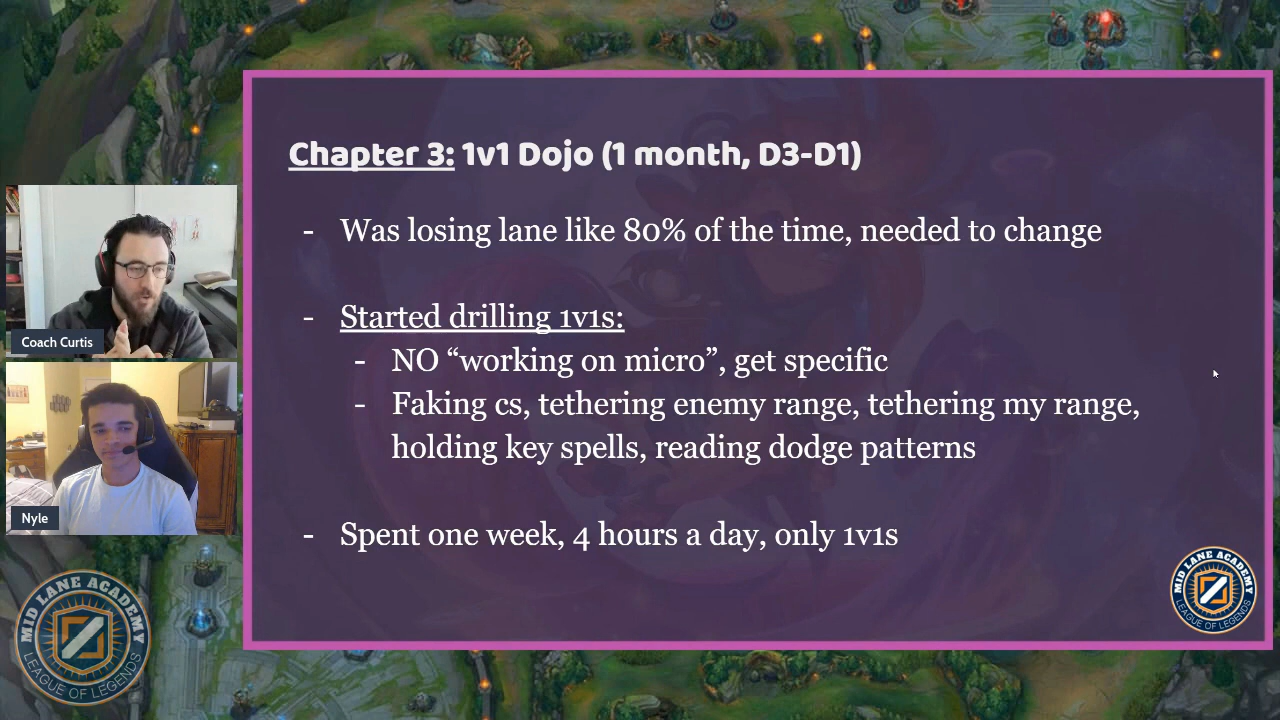 Chapter 3: 1v1 Dojo (1 month, D3-D1)
- Was losing lane like 80% of the time, needed to change
- Started drilling 1v1s:
- NO “working on micro”, get specific
- Faking cs, tethering enemy range, tethering my range,
holding key spells, reading dodge patterns
- Spent one week, 4 hours a day, only 1v1s
Coach Curtis
Nyle
MID LANE ACADEMY
LEAGUE OF LEGENDS
MID LANE ACADEMY
LEAGUE OF LEGENDS